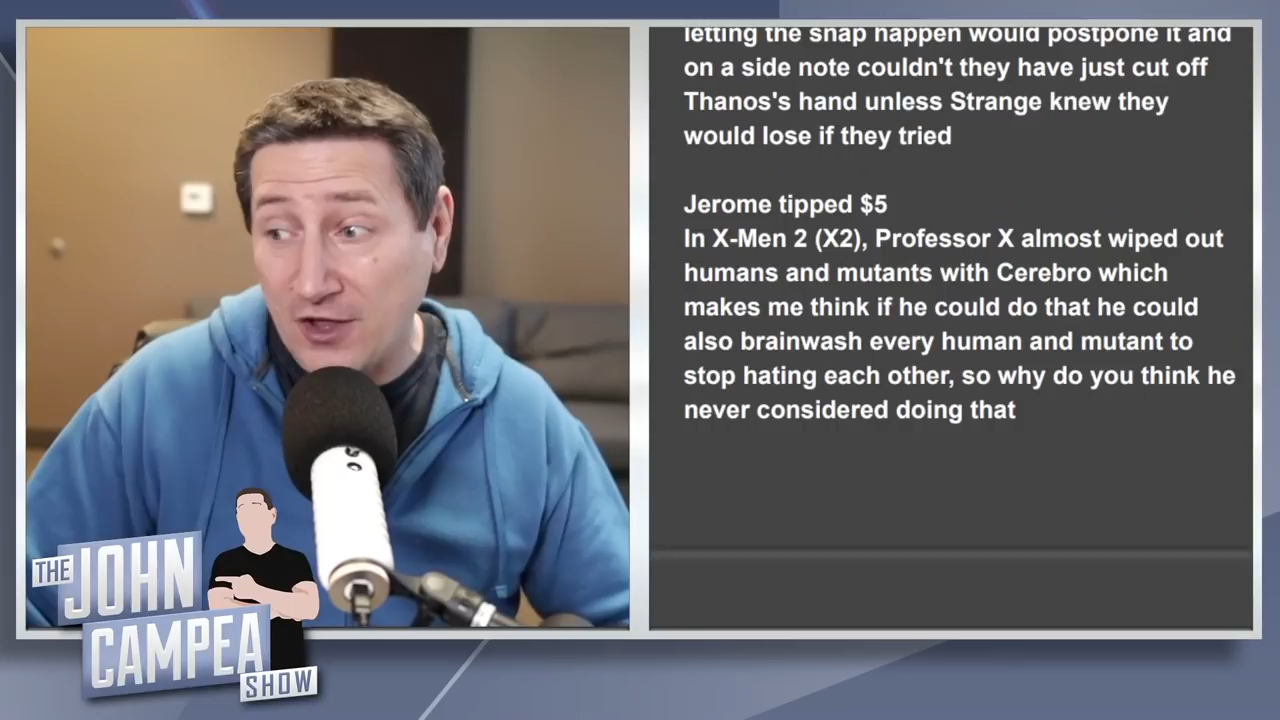 letting the snap happen would postpone it and
on a side note couldn't they have just cut off
Thanos's hand unless Strange knew they
would lose if they tried
Jerome tipped $5
In X-Men 2 (X2), Professor X almost wiped out
humans and mutants with Cerebro which
makes me think if he could do that he could
also brainwash every human and mutant to
stop hating each other, so why do you think he
never considered doing that
THE
JOHN
CAMPEA
SHOW